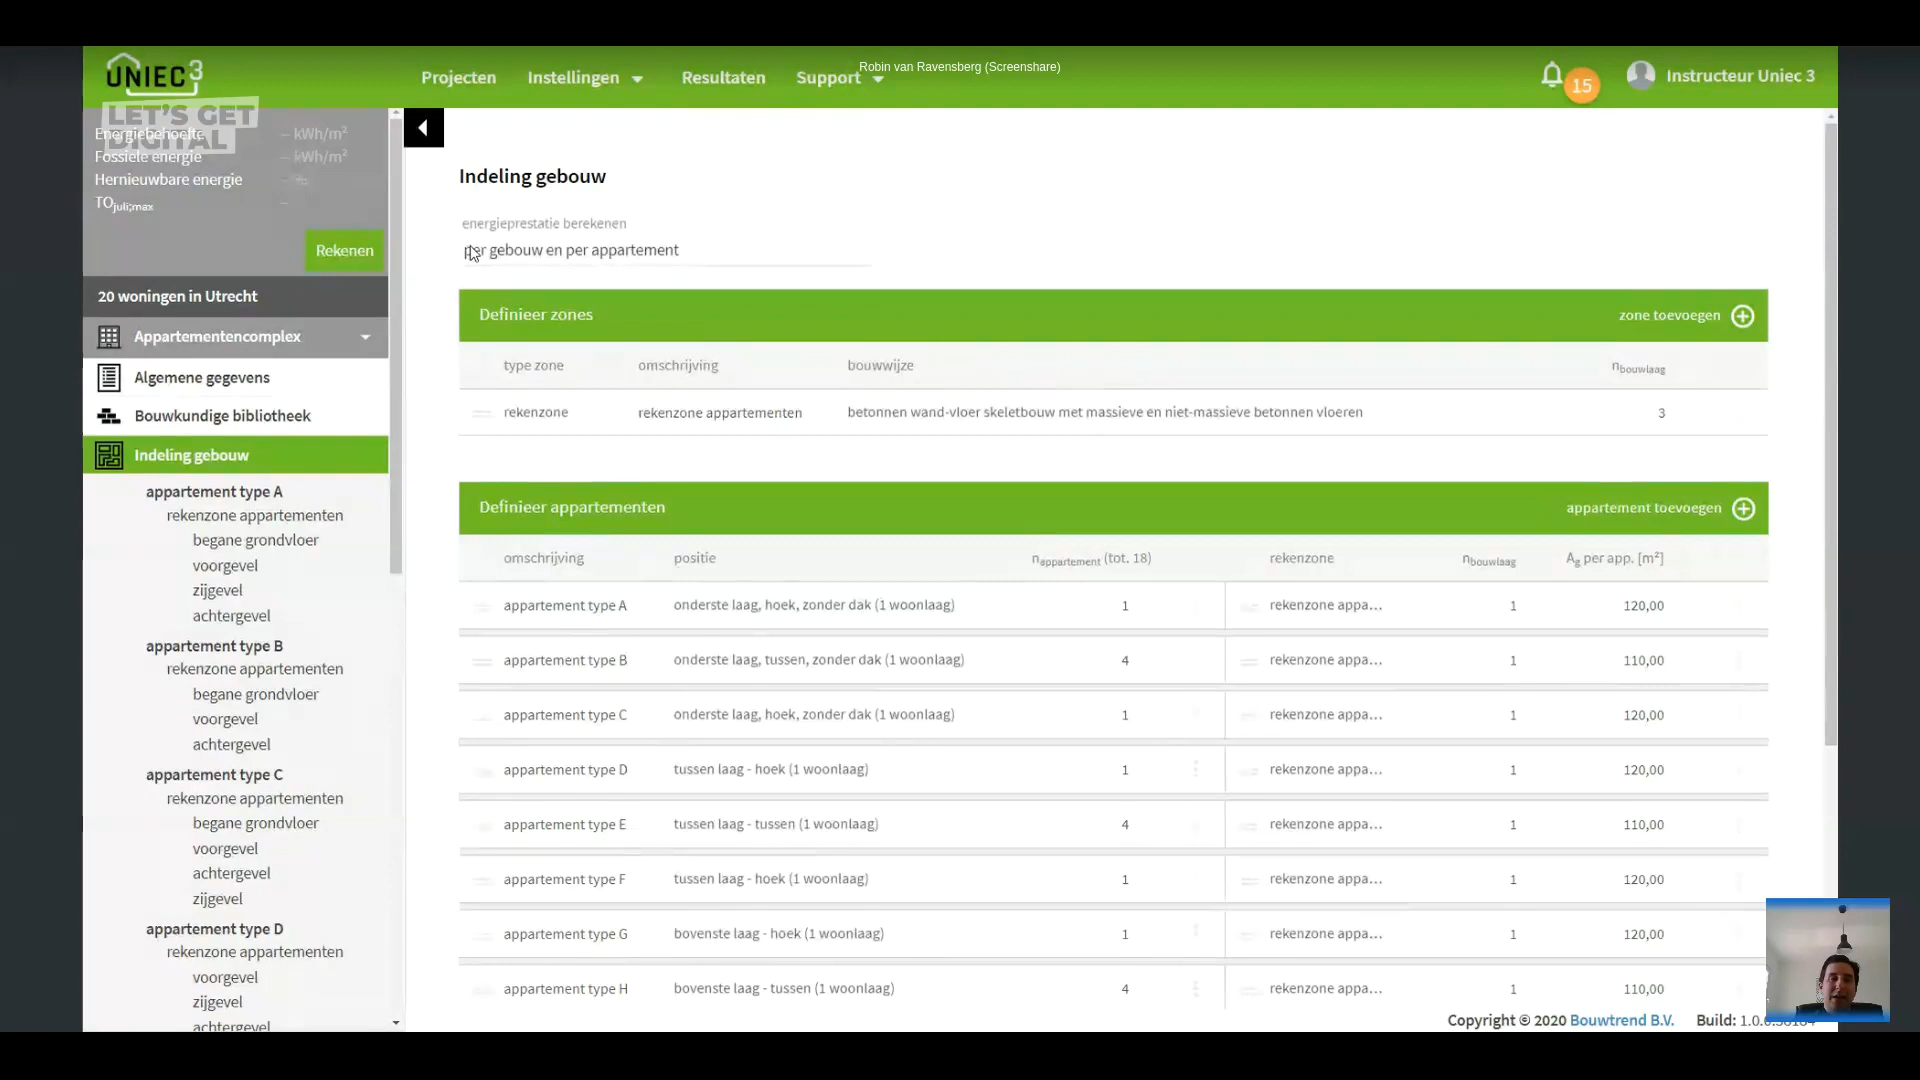 Robin van Ravensberg (Screenshare)
UNIEC 3
Projecten
Instellingen
Resultaten
Support
15
Instructeur Uniec 3
LET'S GET
DIGITAL
Energiebehoefte – kWh/m²
Fossiele energie – kWh/m²
Hernieuwbare energie
TOjuli;max –
Rekenen
20 woningen in Utrecht
Appartementencomplex
Algemene gegevens
Bouwkundige bibliotheek
Indeling gebouw
appartement type A
rekenzone appartementen
begane grondvloer
voorgevel
zijgevel
achtergevel
appartement type B
rekenzone appartementen
begane grondvloer
voorgevel
achtergevel
appartement type C
rekenzone appartementen
begane grondvloer
voorgevel
achtergevel
zijgevel
appartement type D
rekenzone appartementen
voorgevel
zijgevel
achtergevel
Indeling gebouw
energieprestatie berekenen
per gebouw en per appartement
Definieer zones zone toevoegen
type zone omschrijving bouwwijze nbouwlaag
rekenzone rekenzone appartementen betonnen wand-vloer skeletbouw met massieve en niet-massieve betonnen vloeren 3
Definieer appartementen appartement toevoegen
omschrijving positie nappartement (tot. 18) rekenzone nbouwlaag Ag per app. [m²]
appartement type A onderste laag, hoek, zonder dak (1 woonlaag) 1 rekenzone appa... 1 120,00
appartement type B onderste laag, tussen, zonder dak (1 woonlaag) 4 rekenzone appa... 1 110,00
appartement type C onderste laag, hoek, zonder dak (1 woonlaag) 1 rekenzone appa... 1 120,00
appartement type D tussen laag - hoek (1 woonlaag) 1 rekenzone appa... 1 120,00
appartement type E tussen laag - tussen (1 woonlaag) 4 rekenzone appa... 1 110,00
appartement type F tussen laag - hoek (1 woonlaag) 1 rekenzone appa... 1 120,00
appartement type G bovenste laag - hoek (1 woonlaag) 1 rekenzone appa... 1 120,00
appartement type H bovenste laag - tussen (1 woonlaag) 4 rekenzone appa... 1 110,00
Copyright © 2020 Bouwtrend B.V. Build: